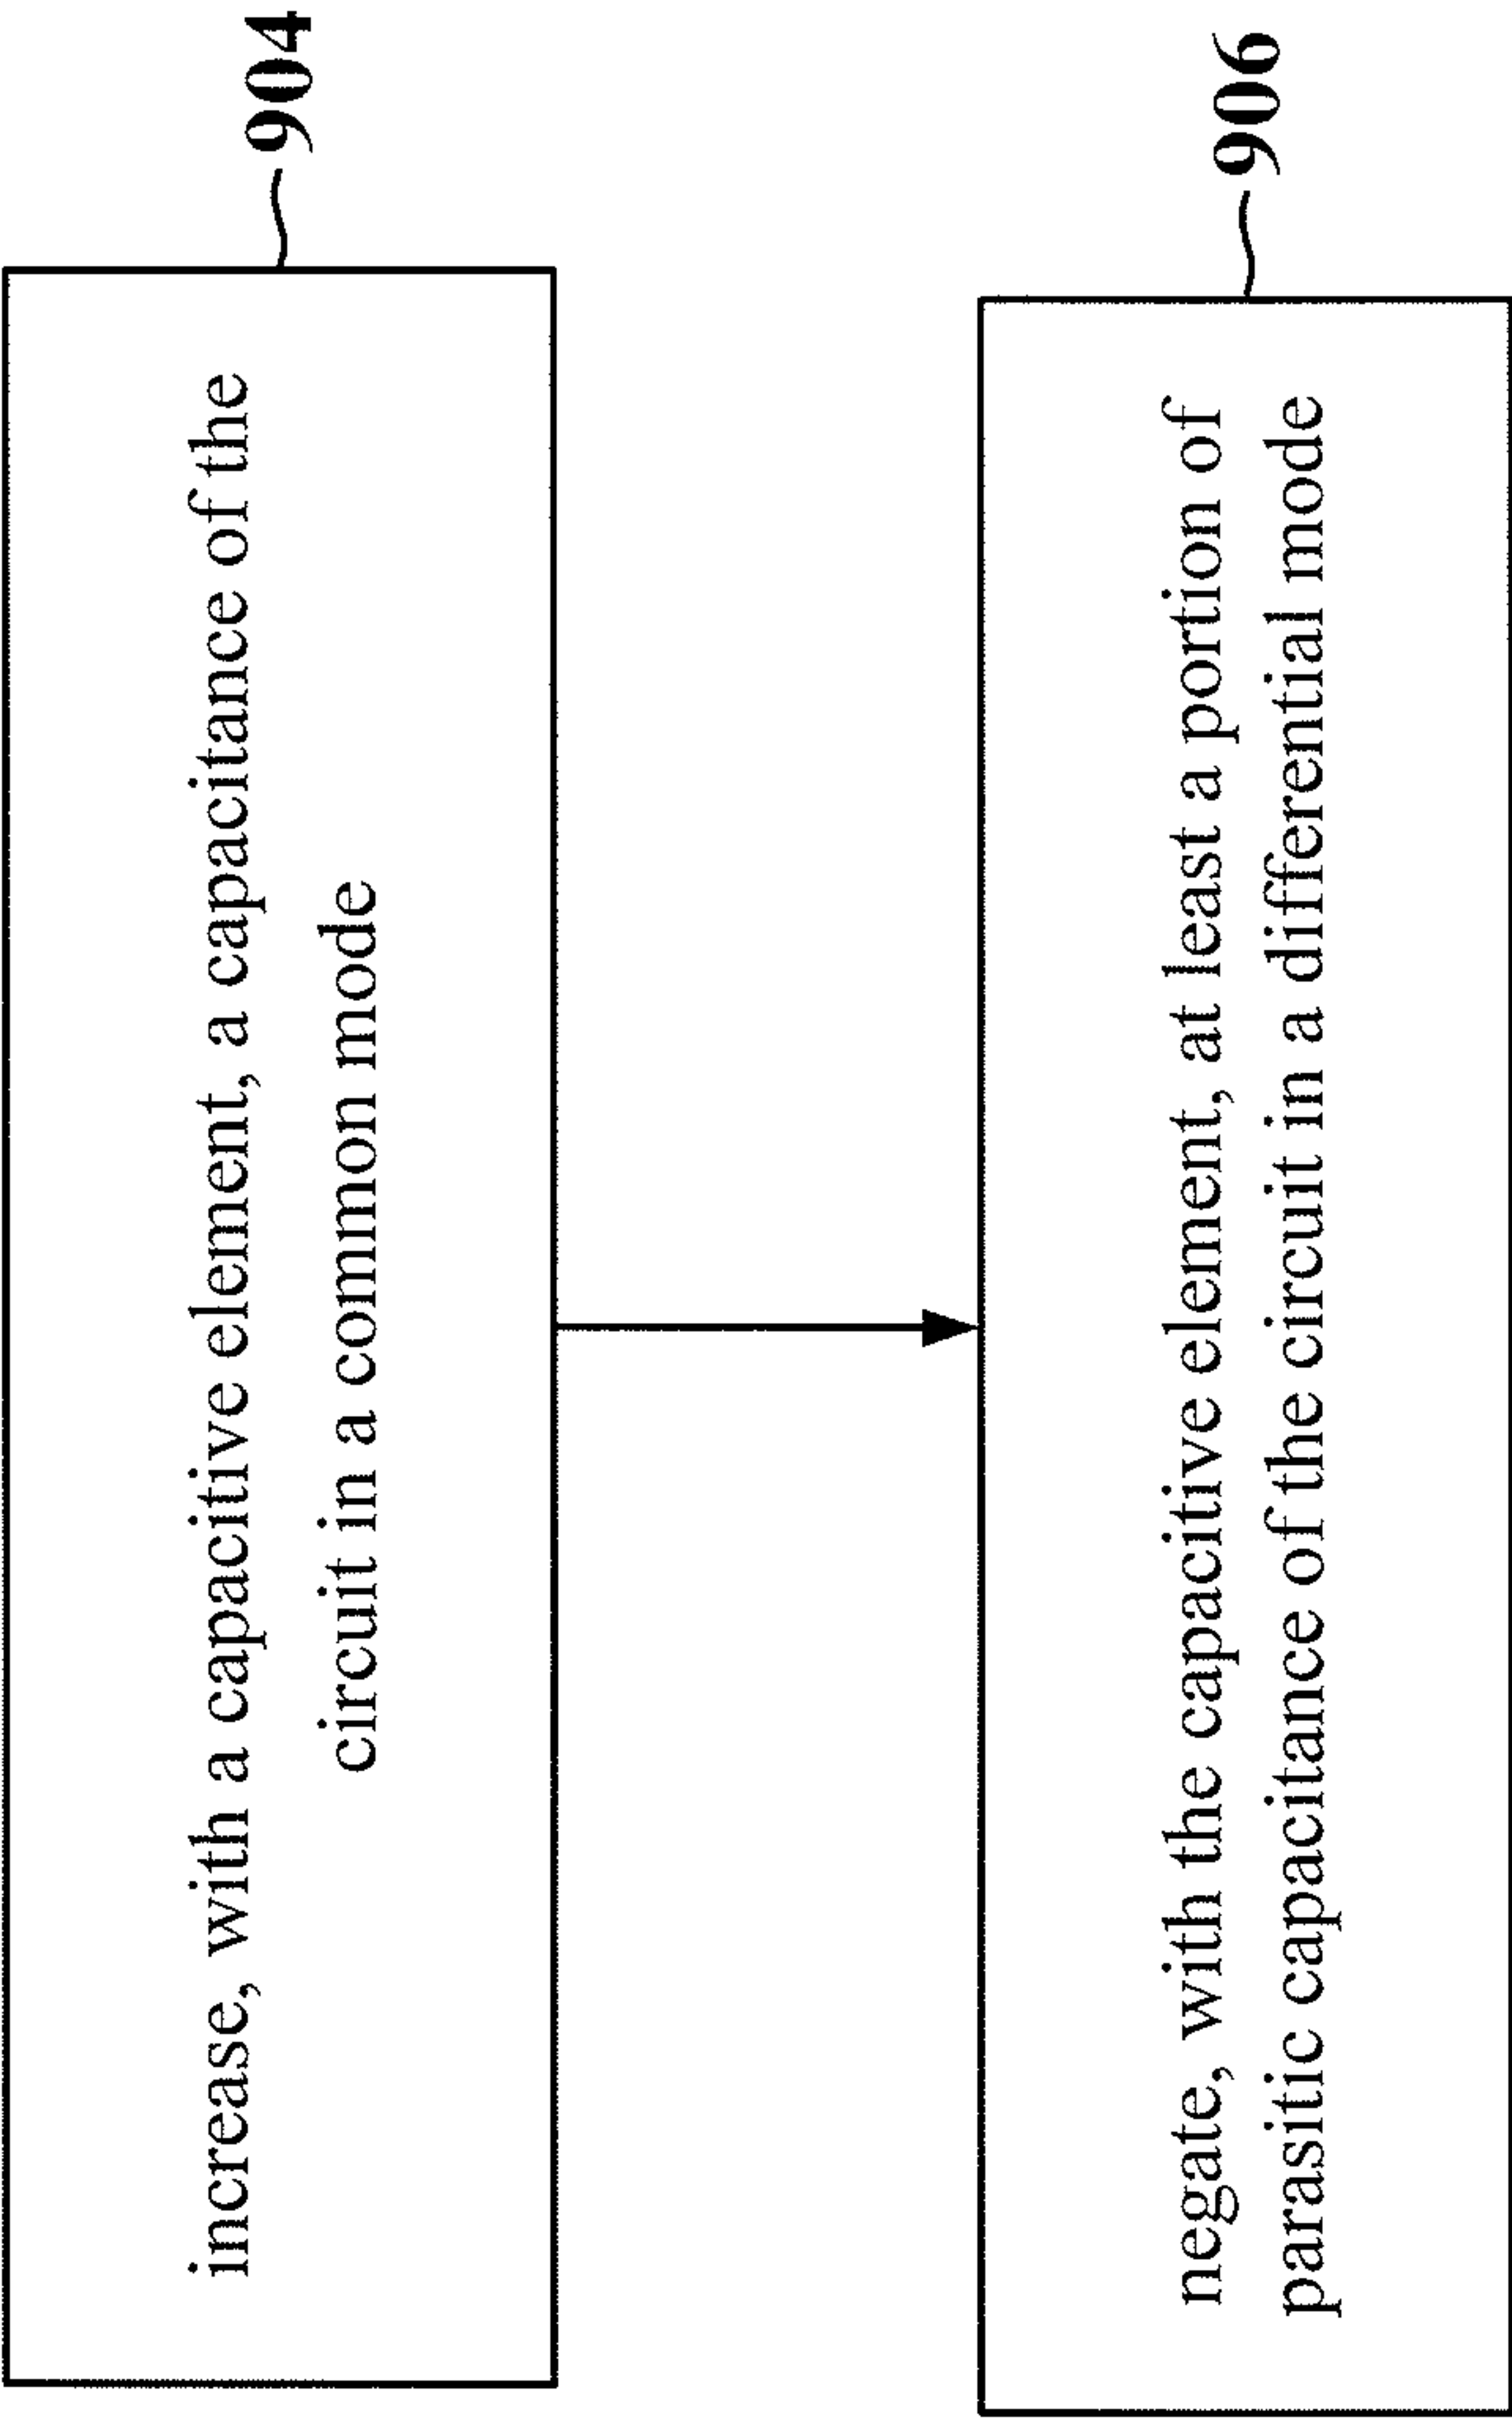 increase, with a capacitive element, a capacitance of the
circuit in a common mode
904
negate, with the capacitive element, at least a portion of
parasitic capacitance of the circuit in a differential mode
906